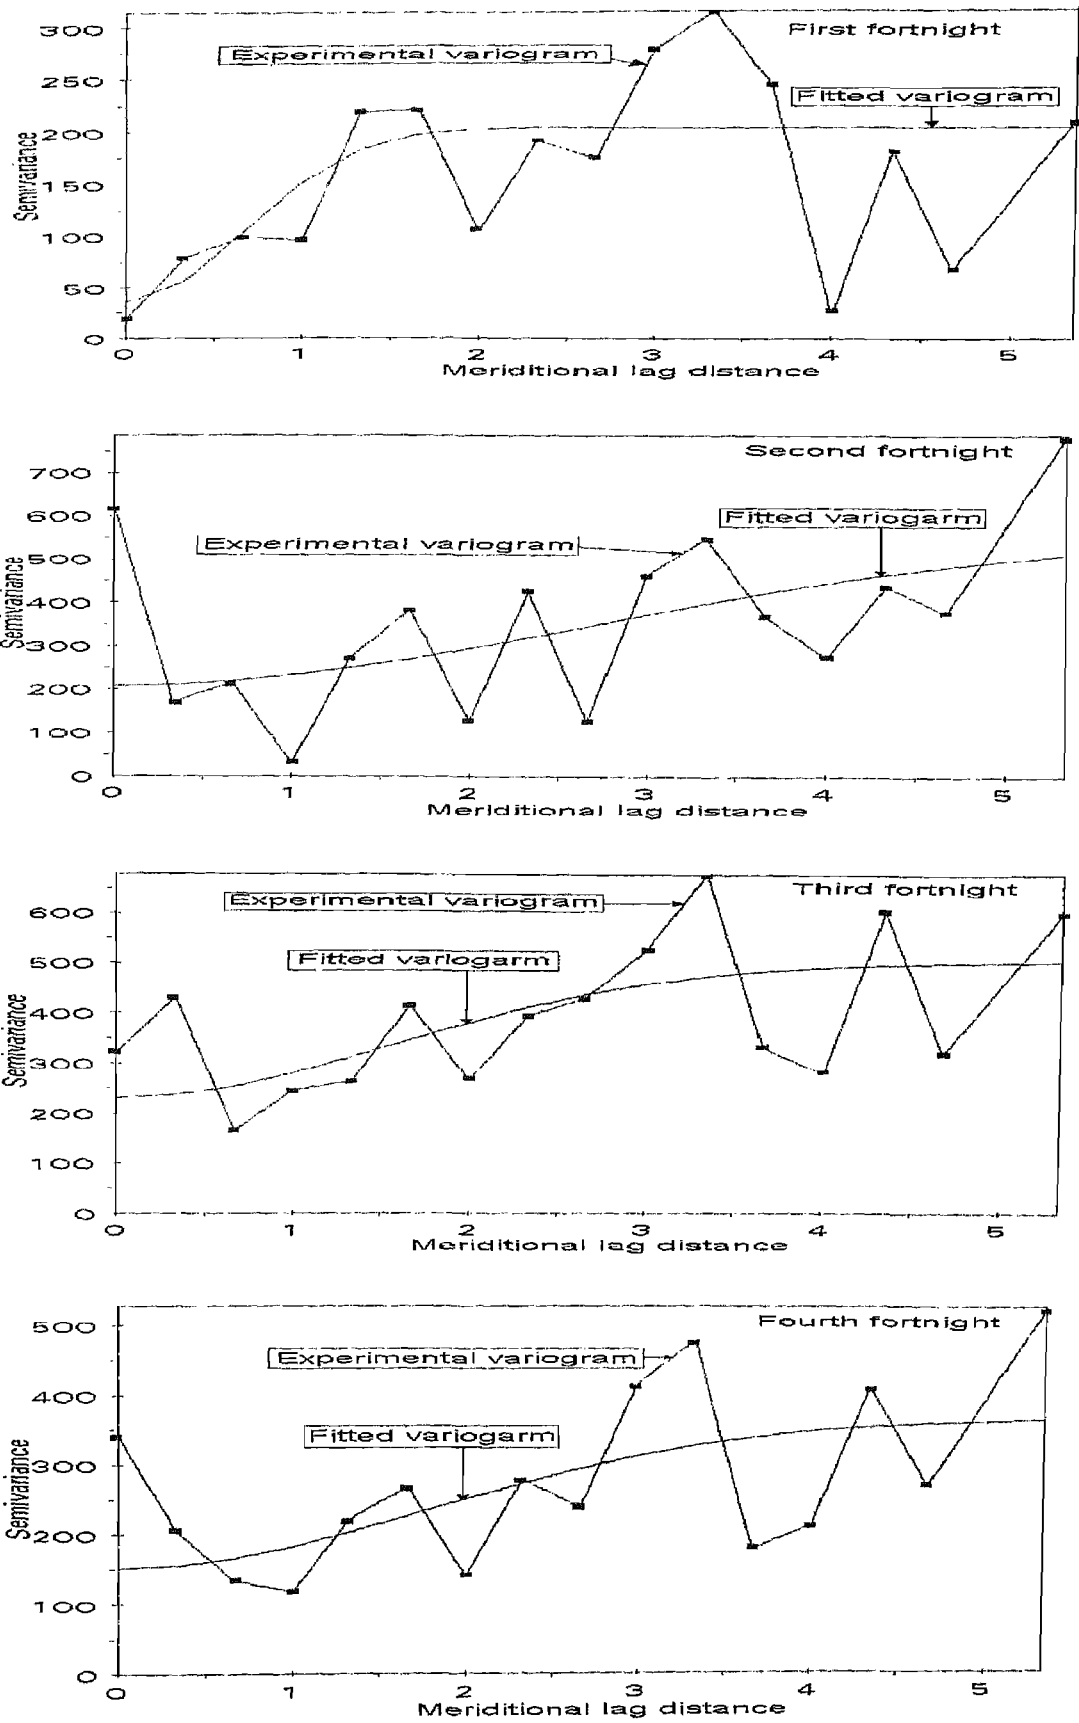 First fortnight
Experimental variogram
Fitted variogram
300
250
200
150
100
50
0
Semivariance
0 1 2 3 4 5
Meriditional lag distance
Second fortnight
Fitted variogarm
Experimental variogram
700
600
500
400
300
200
100
0
Semivariance
0 1 2 3 4 5
Meriditional lag distance
Third fortnight
Experimental variogram
Fitted variogarm
600
500
400
300
200
100
0
Semivariance
0 1 2 3 4 5
Meriditional lag distance
Fourth fortnight
Experimental variogram
Fitted variogarm
500
400
300
200
100
0
Semivariance
0 1 2 3 4 5
Meriditional lag distance